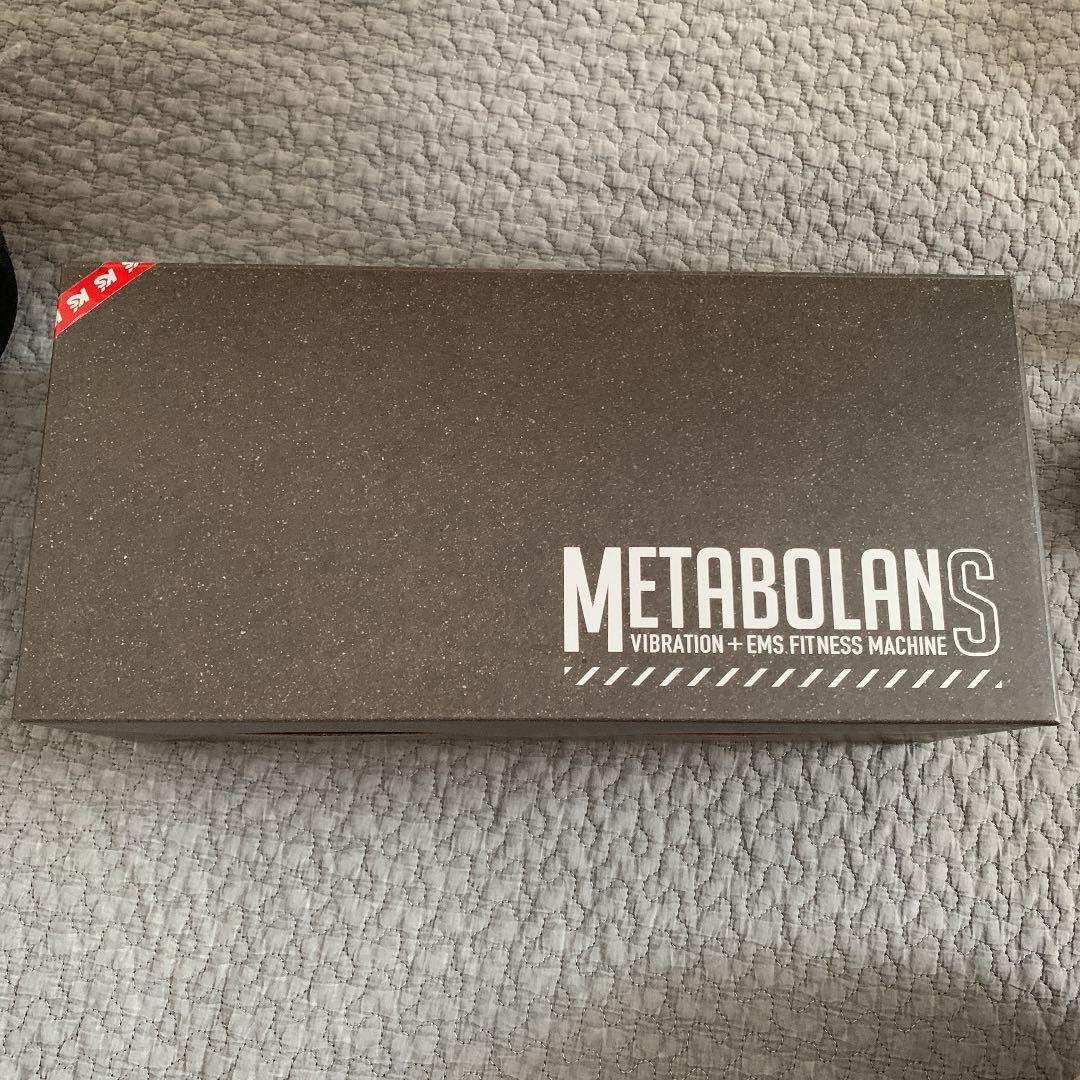 K's K's K's
METABOLANS
VIBRATION + EMS FITNESS MACHINE